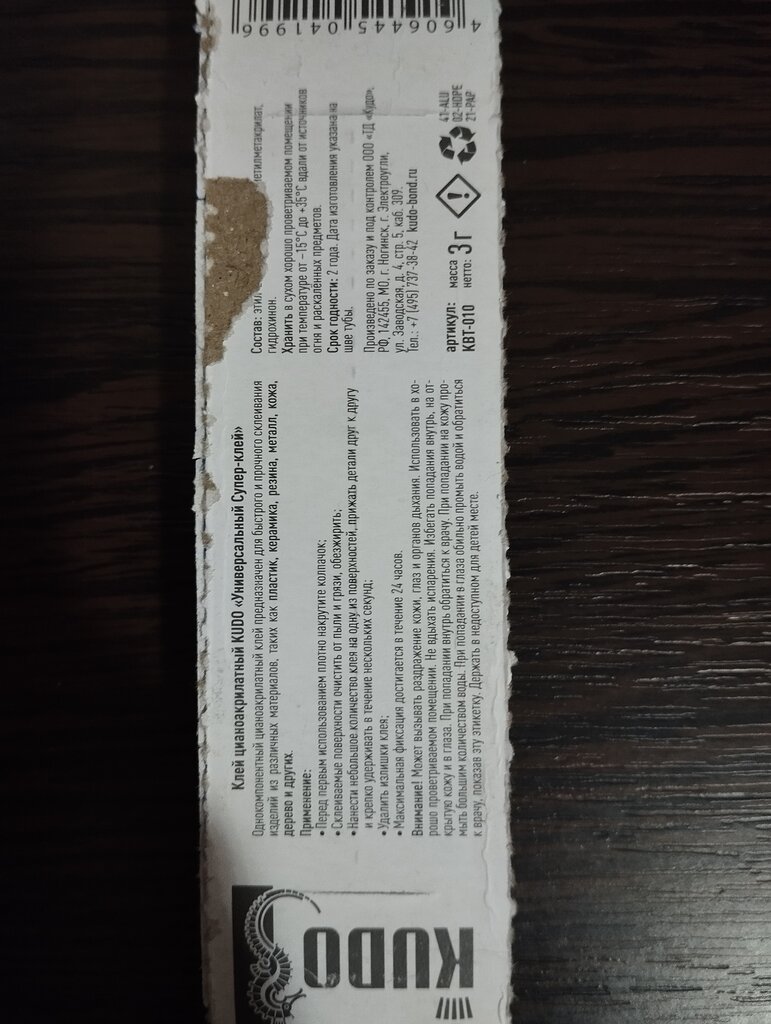 KUDO
Клей цианоакрилатный KUDO «Универсальный Супер-клей»
Однокомпонентный цианоакрилатный клей предназначен для быстрого и прочного склеивания
изделий из различных материалов, таких как пластик, керамика, резина, металл, кожа,
дерево и других.
Применение:
• Перед первым использованием плотно накрутите колпачок;
• Склеиваемые поверхности очистить от пыли и грязи, обезжирить;
• Нанести небольшое количество клея на одну из поверхностей, прижать детали друг к другу
и крепко удерживать в течение нескольких секунд;
• Удалить излишки клея;
• Максимальная фиксация достигается в течение 24 часов.
Внимание! Может вызывать раздражение кожи, глаз и органов дыхания. Использовать в хо-
рошо проветриваемом помещении. Не вдыхать испарения. Избегать попадания внутрь, на от-
крытую кожу и в глаза. При попадании внутрь обратиться к врачу. При попадании на кожу про-
мыть большим количеством воды. При попадании в глаза обильно промыть водой и обратиться
к врачу, показав эту этикетку. Держать в недоступном для детей месте.
Состав: этил
етилметакрилат,
гидрохинон.
Хранить в сухом хорошо проветриваемом помещении
при температуре от –15°С до +35°С вдали от источников
огня и раскалённых предметов.
Срок годности: 2 года. Дата изготовления указана на
шве тубы.
Произведено по заказу и под контролем ООО «ТД «Кудо»,
РФ, 142455, МО, г. Ногинск, г. Электроугли,
ул. Заводская, д. 4, стр. 5, каб. 309.
Тел.: +7 (495) 737-38-42 kudo-bond.ru
артикул:
KBT-010
масса
нетто: 3 г
41-ALU
02-HDPE
21-PAP
4 606445 041996